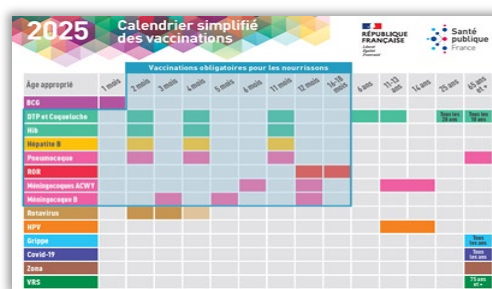 2025
Calendrier simplifié
des vaccinations
RÉPUBLIQUE
FRANÇAISE
Liberté
Égalité
Fraternité
Santé
publique
France
Vaccinations obligatoires pour les nourrissons
Âge approprié
1 mois
2 mois
3 mois
4 mois
5 mois
6 mois
11 mois
12 mois
16-18
mois
6 ans
11-13
ans
14 ans
25 ans
65 ans
et +
BCG
DTP et Coqueluche
Tous les
20 ans
Tous les
10 ans
Hib
Hépatite B
Pneumocoque
ROR
Méningocoques ACWY
Méningocoque B
Rotavirus
HPV
Grippe
Tous
les ans
Covid-19
Tous
les ans
Zona
VRS
75 ans
et +